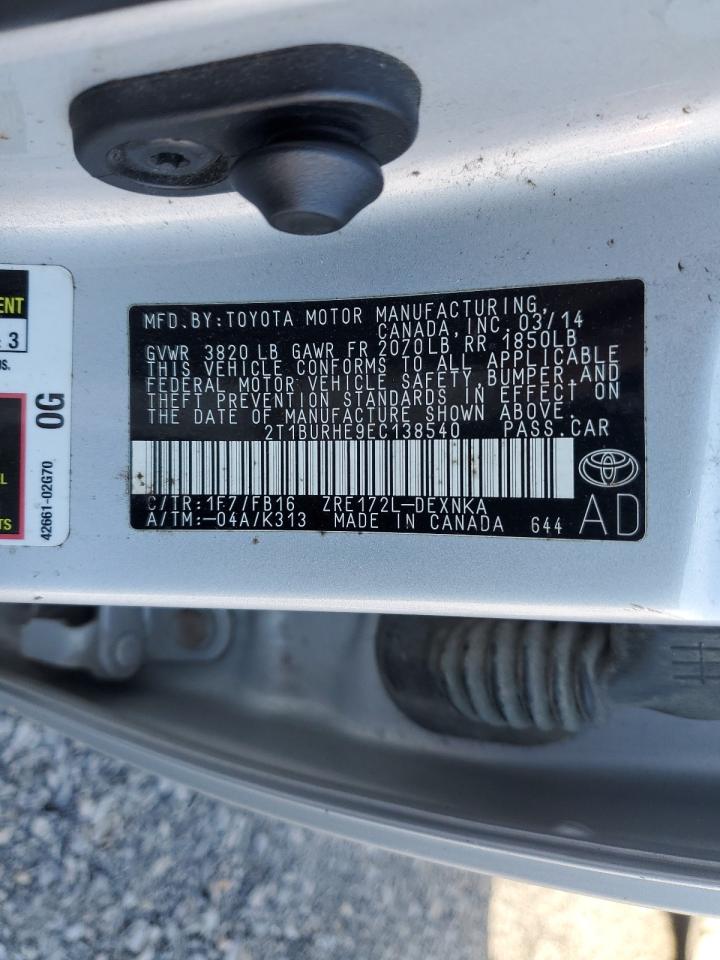 MFD.BY:TOYOTA MOTOR MANUFACTURING,
CANADA,INC. 03/14
GVWR 3820 LB GAWR FR 2070LB, RR 1850LB
THIS VEHICLE CONFORMS TO ALL APPLICABLE
FEDERAL MOTOR VEHICLE SAFETY,BUMPER,AND
THEFT PREVENTION STANDARDS IN EFFECT ON
THE DATE OF MANUFACTURE SHOWN ABOVE.
2T1BURHE9EC138540 PASS.CAR
C/TR:1F7/FB16 ZRE172L-DEXNKA
A/TM:-04A/K313 MADE IN CANADA 644
AD
ENT
: 3
OS.
TS
0G
42661-02G70